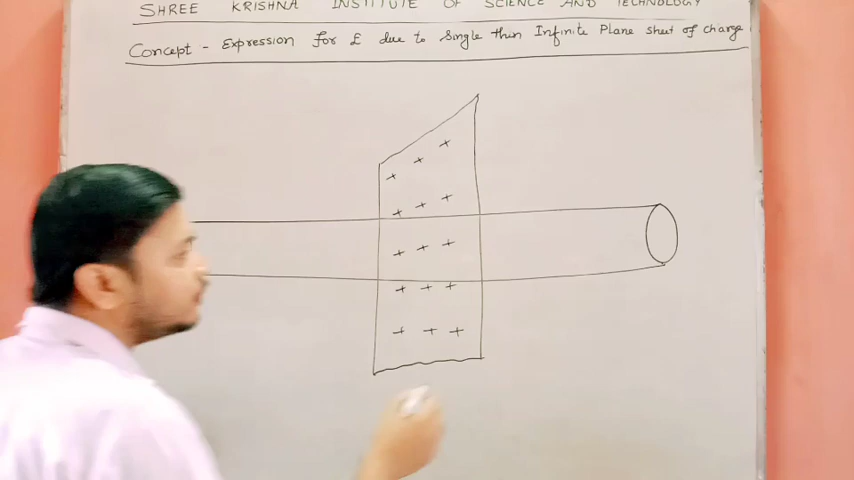 SHREE KRISHNA INSTITUTE OF SCIENCE AND TECHNOLOGY
Concept - Expression for E due to Single thin Infinite Plane sheet of charge
+ + +
+ + +
+ + +
+ + +
+ + +